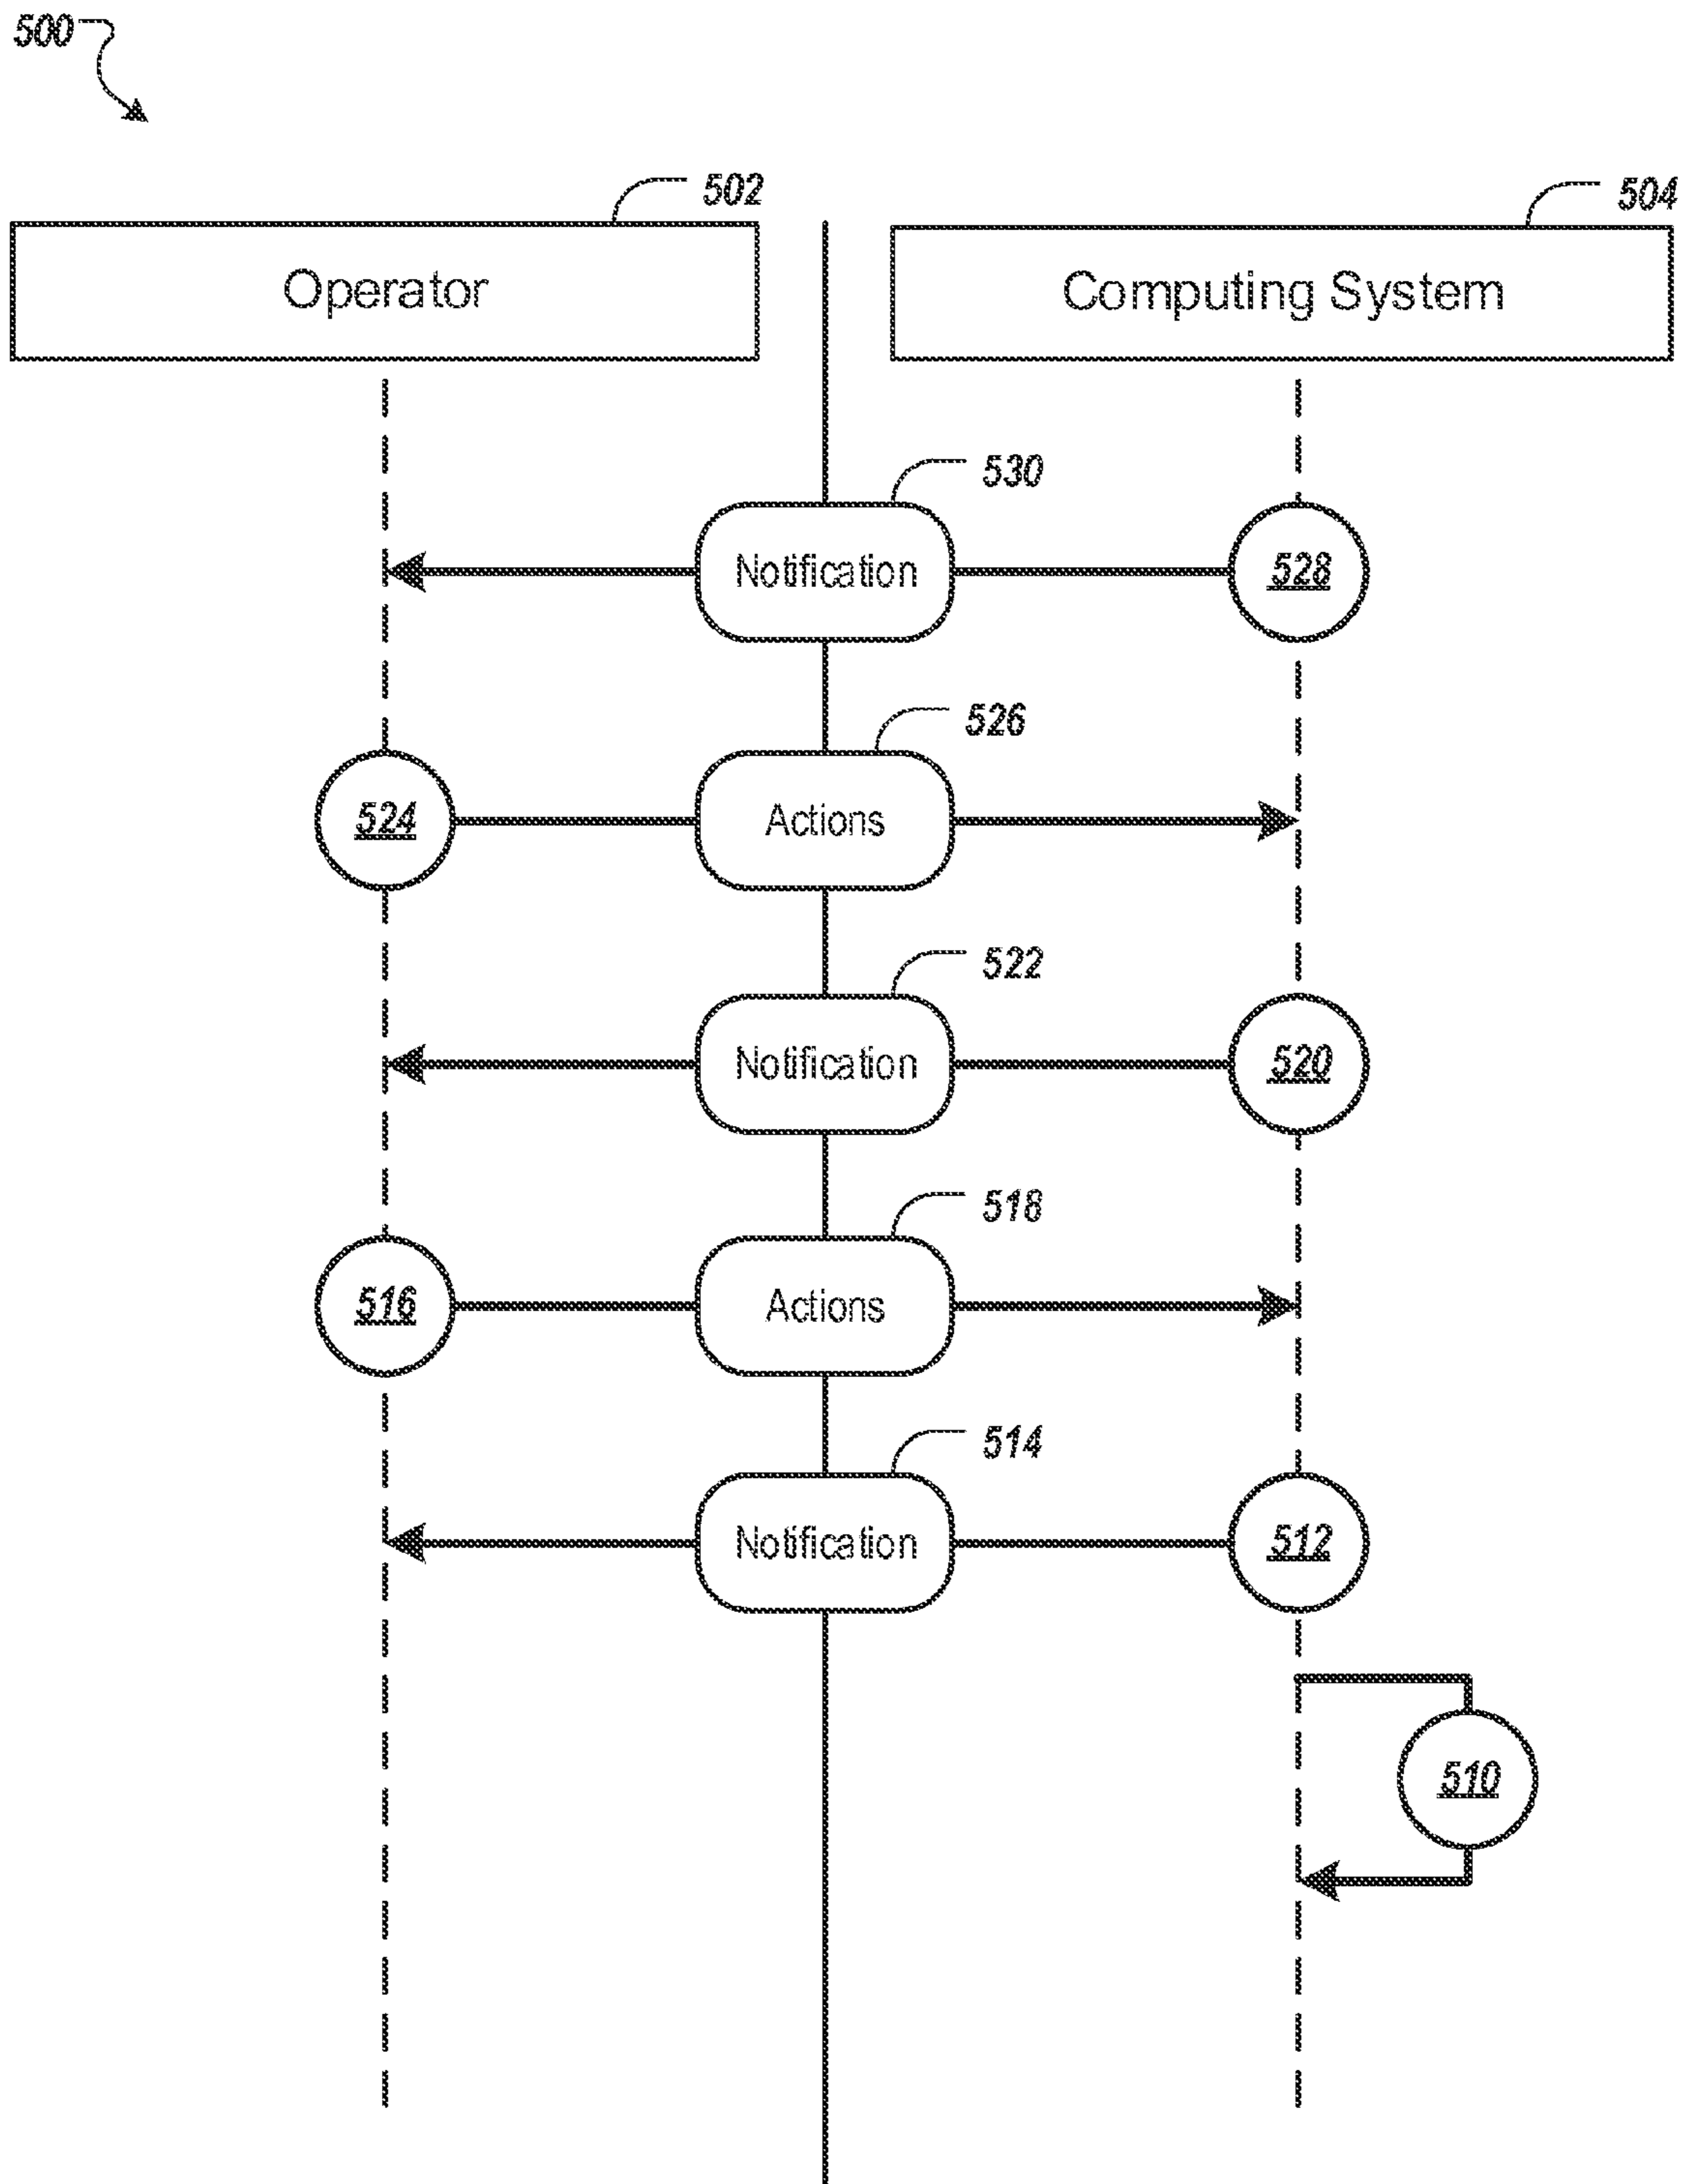 500
502
504
Operator
Computing System
530
Notification
528
526
524
Actions
522
Notification
520
518
516
Actions
514
Notification
512
510